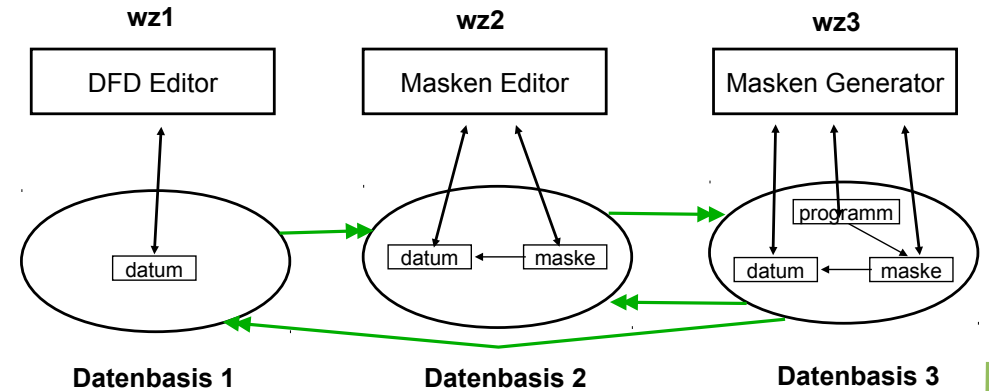 wz1 wz2 wz3
DFD Editor Masken Editor Masken Generator
programm
datum datum maske datum maske
Datenbasis 1 Datenbasis 2 Datenbasis 3